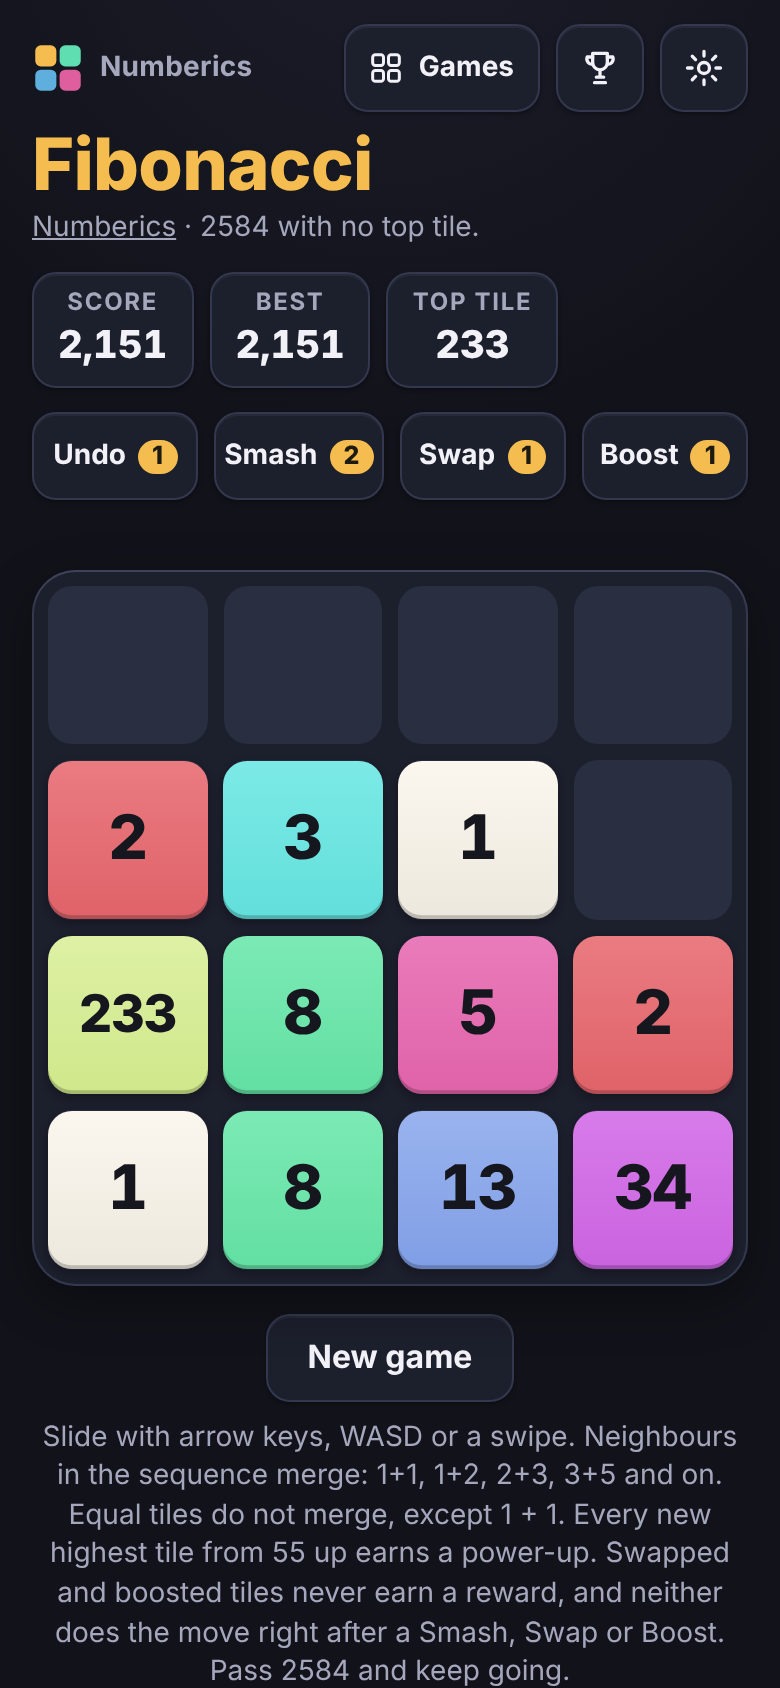 Numberics
Games
Fibonacci
Numberics · 2584 with no top tile.
SCORE BEST TOP TILE
2,151 2,151 233
Undo 1 Smash 2 Swap 1 Boost 1
2 3 1
233 8 5 2
1 8 13 34
New game
Slide with arrow keys, WASD or a swipe. Neighbours
in the sequence merge: 1+1, 1+2, 2+3, 3+5 and on.
Equal tiles do not merge, except 1 + 1. Every new
highest tile from 55 up earns a power-up. Swapped
and boosted tiles never earn a reward, and neither
does the move right after a Smash, Swap or Boost.
Pass 2584 and keep going.